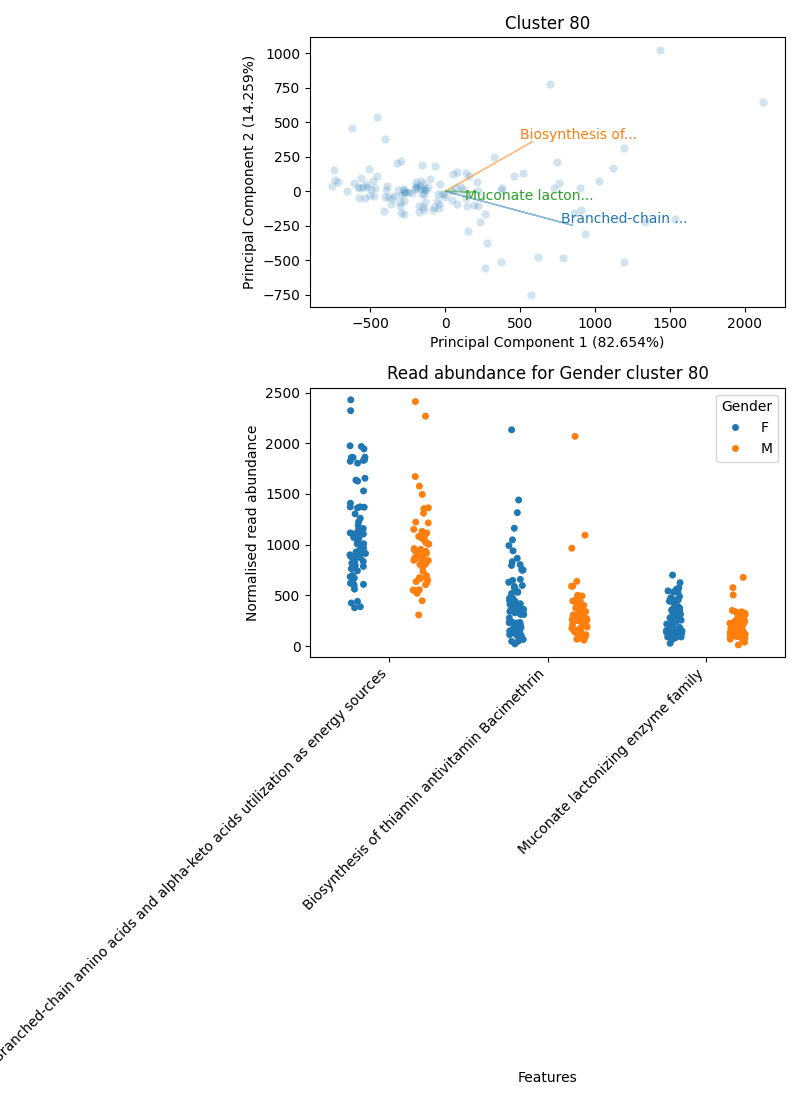 Cluster 80
Principal Component 2 (14.259%)
1000
750
500
250
0
−250
−500
−750
Biosynthesis of...
Muconate lacton...
Branched-chain ...
−500
0
500
1000
1500
2000
Principal Component 1 (82.654%)
Read abundance for Gender cluster 80
Normalised read abundance
2500
2000
1500
1000
500
0
Gender
F
M
Branched-chain amino acids and alpha-keto acids utilization as energy sources
Biosynthesis of thiamin antivitamin Bacimethrin
Muconate lactonizing enzyme family
Features